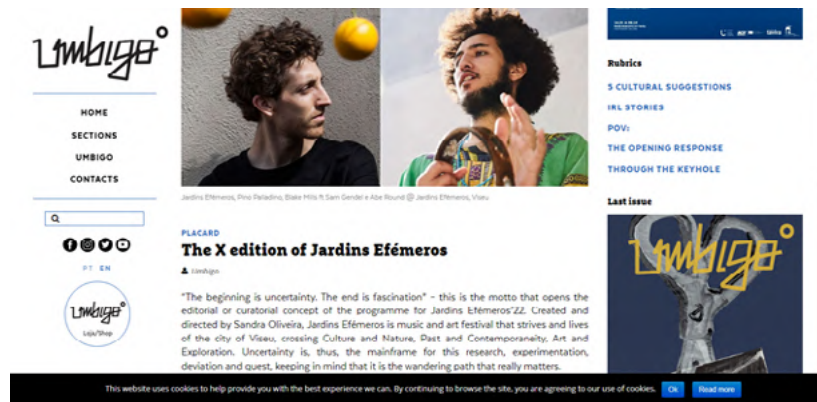 umbigo
HOME
SECTIONS
UMBIGO
CONTACTS
PT EN
umbigo
Loja/Shop
Jardins Efémeros, Pino Palladino, Blake Mills ft Sam Gendel e Abe Round @ Jardins Efémeros, Viseu
PLACARD
The X edition of Jardins Efémeros
Umbigo
"The beginning is uncertainty. The end is fascination" – this is the motto that opens the
editorial or curatorial concept of the programme for Jardins Efémeros'22. Created and
directed by Sandra Oliveira, Jardins Efémeros is music and art festival that strives and lives
of the city of Viseu, crossing Culture and Nature, Past and Contemporaneity, Art and
Exploration. Uncertainty is, thus, the mainframe for this research, experimentation,
deviation and quest, keeping in mind that it is the wandering path that really matters.
Rubrics
5 CULTURAL SUGGESTIONS
IRL STORIES
POV:
THE OPENING RESPONSE
THROUGH THE KEYHOLE
Last issue
umbigo
This website uses cookies to help provide you with the best experience we can. By continuing to browse the site, you are agreeing to our use of cookies. Ok Read more